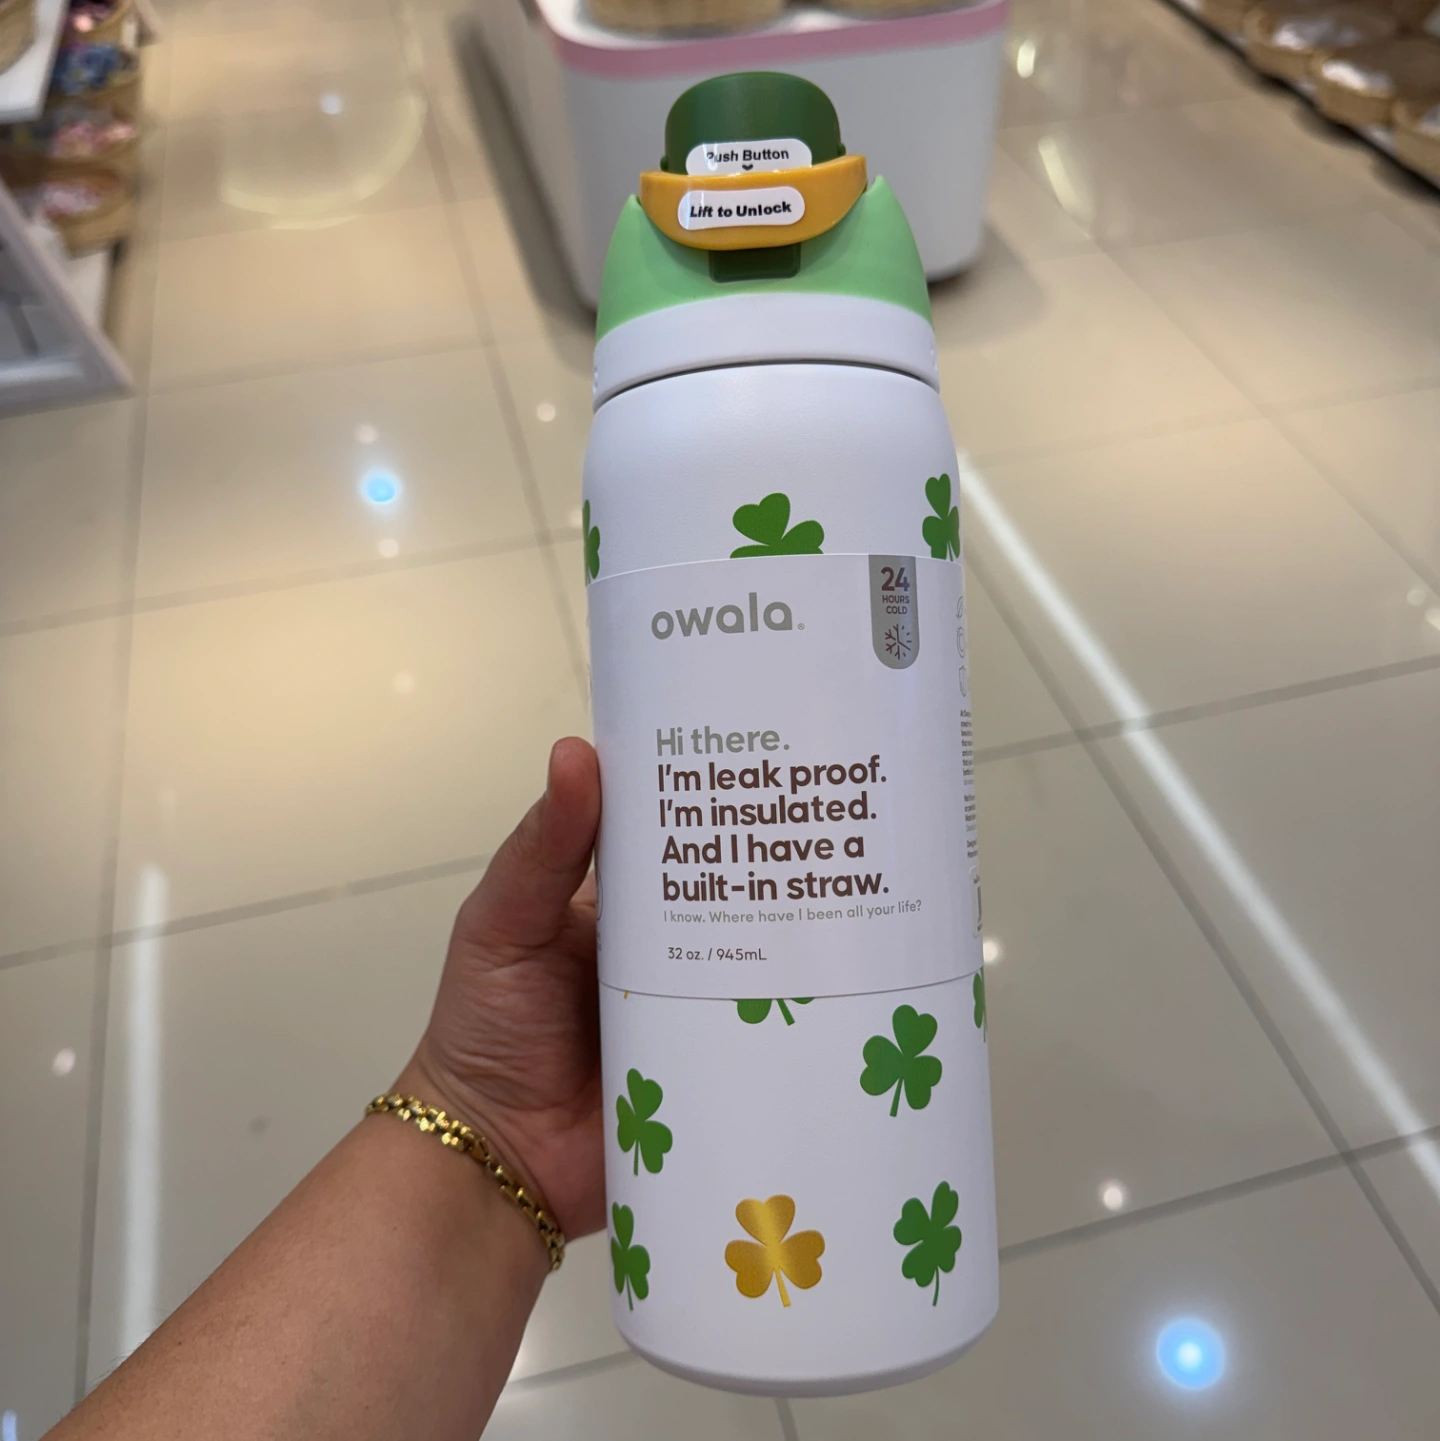 Push Button
Lift to Unlock
owala®
24
HOURS
COLD
Hi there.
I'm leak proof.
I'm insulated.
And I have a
built-in straw.
I know. Where have I been all your life?
32 oz. / 945mL